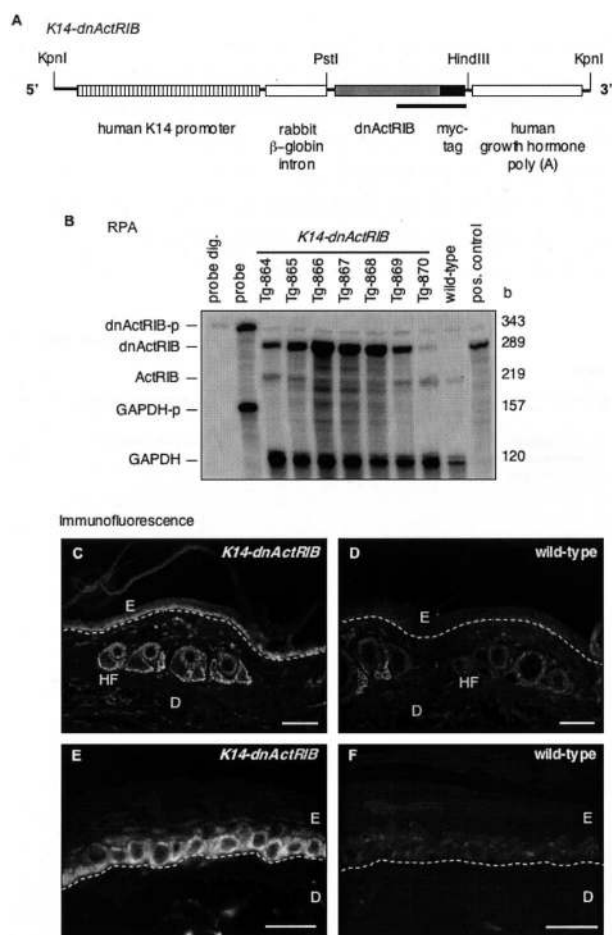 A
K14-dnActRIB
KpnI PstI HindIII KpnI
5' 3'
human K14 promoter
rabbit
β-globin
intron
dnActRIB
myc-
tag
human
growth hormone
poly (A)
B RPA
K14-dnActRIB
probe dig.
probe
Tg-864
Tg-865
Tg-866
Tg-867
Tg-868
Tg-869
Tg-870
wild-type
pos. control
b
dnActRIB-p 343
dnActRIB 289
ActRIB 219
GAPDH-p 157
GAPDH 120
Immunofluorescence
C K14-dnActRIB
E
HF
D
D wild-type
E
HF
D
E K14-dnActRIB
E
D
F wild-type
E
D